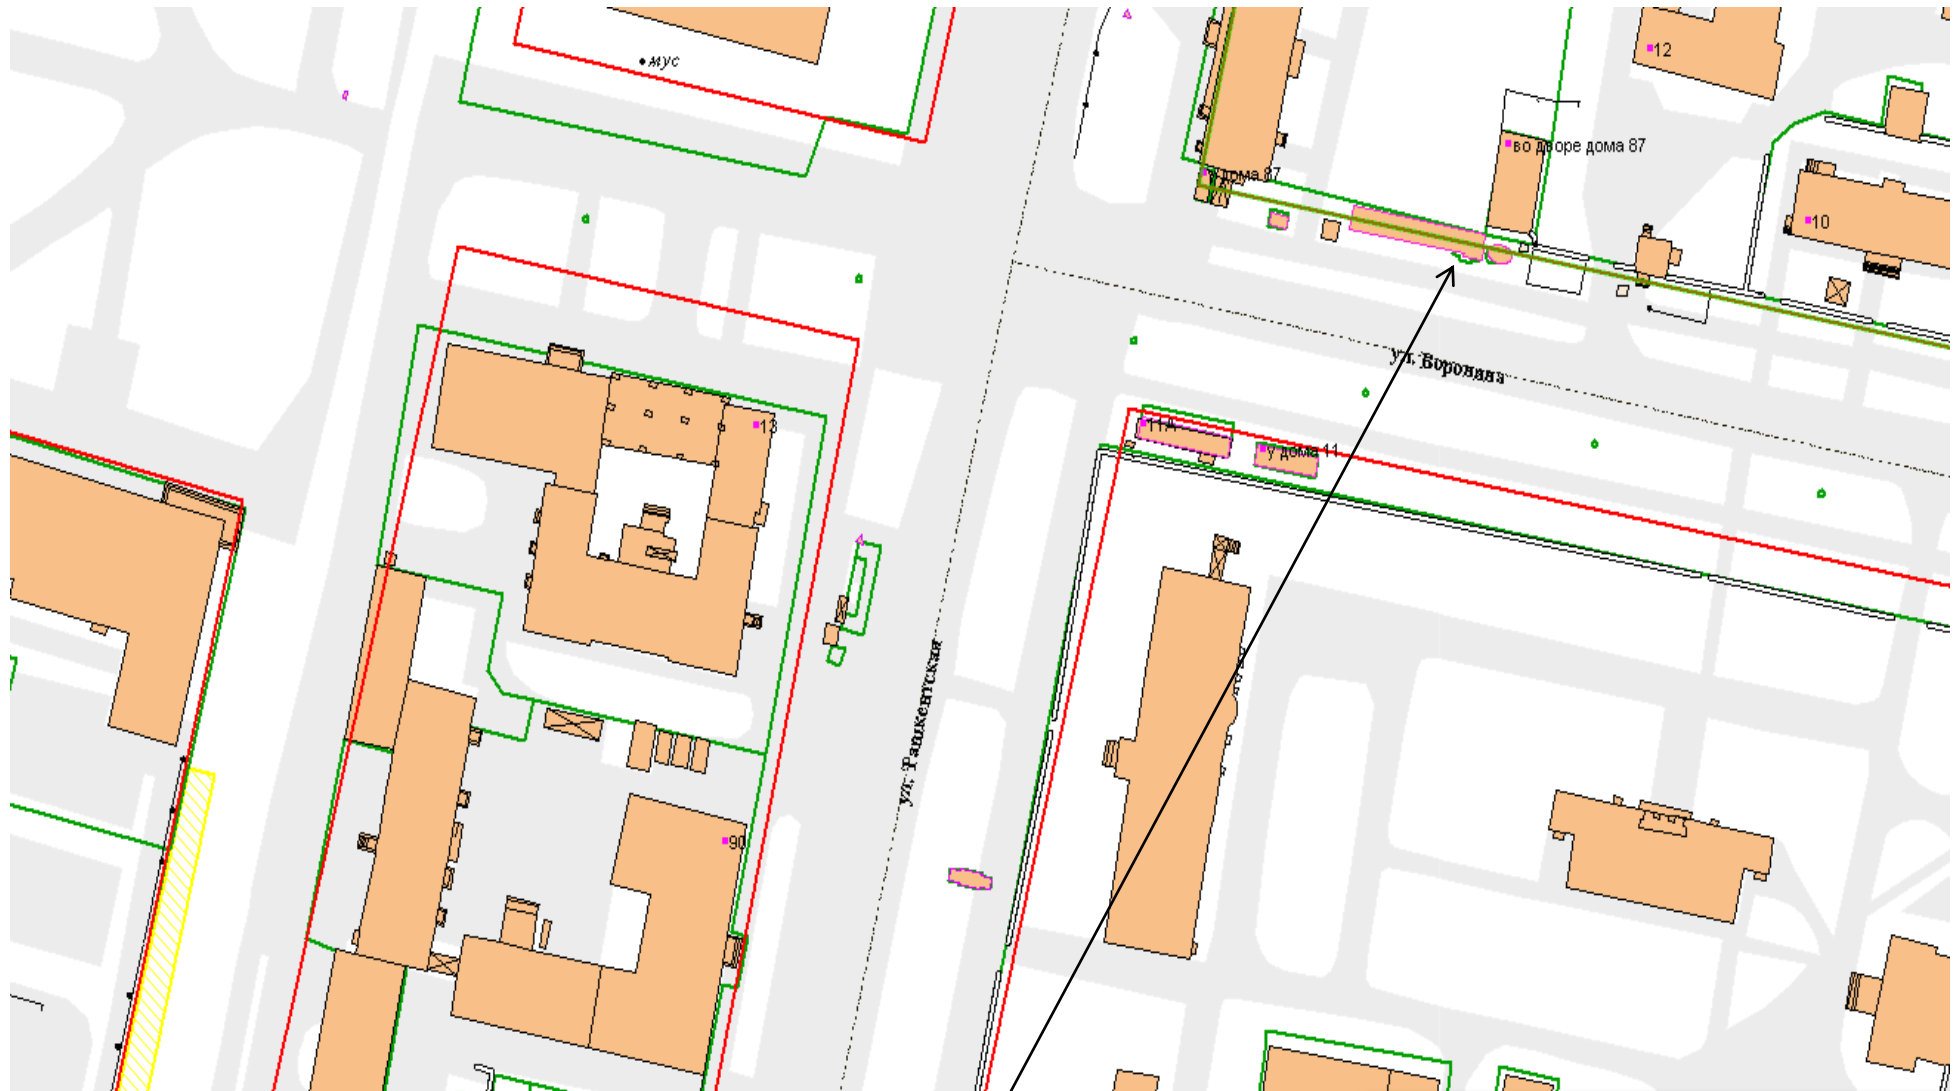 мус
12
во дворе дома 87
дома 87
10
ул. Воронина
13
11А
у дома 11
ул. Ташкентская
90